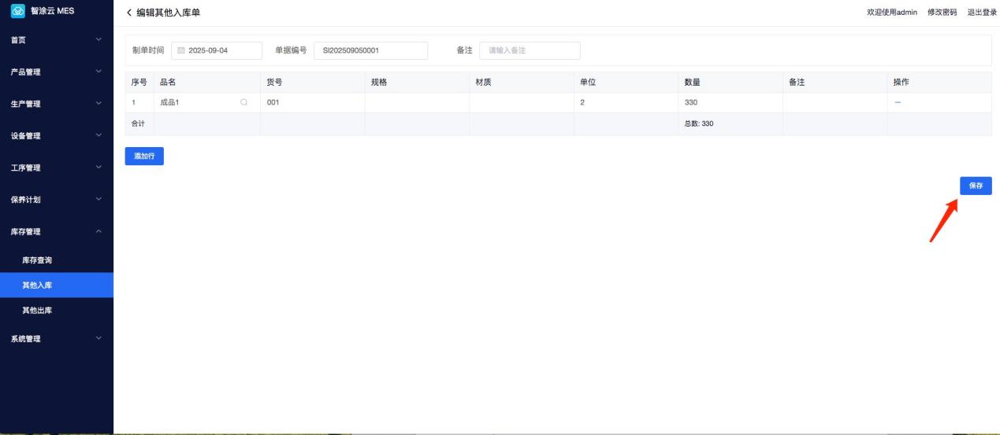 智涂云 MES
编辑其他入库单
欢迎使用admin 修改密码 退出登录
首页
产品管理
生产管理
设备管理
工序管理
保养计划
库存管理
库存查询
其他入库
其他出库
系统管理
制单时间 2025-09-04 单据编号 SI202509050001 备注 请输入备注
序号 品名 货号 规格 材质 单位 数量 备注 操作
1 成品1 001 2 330
合计 总数: 330
添加行
保存